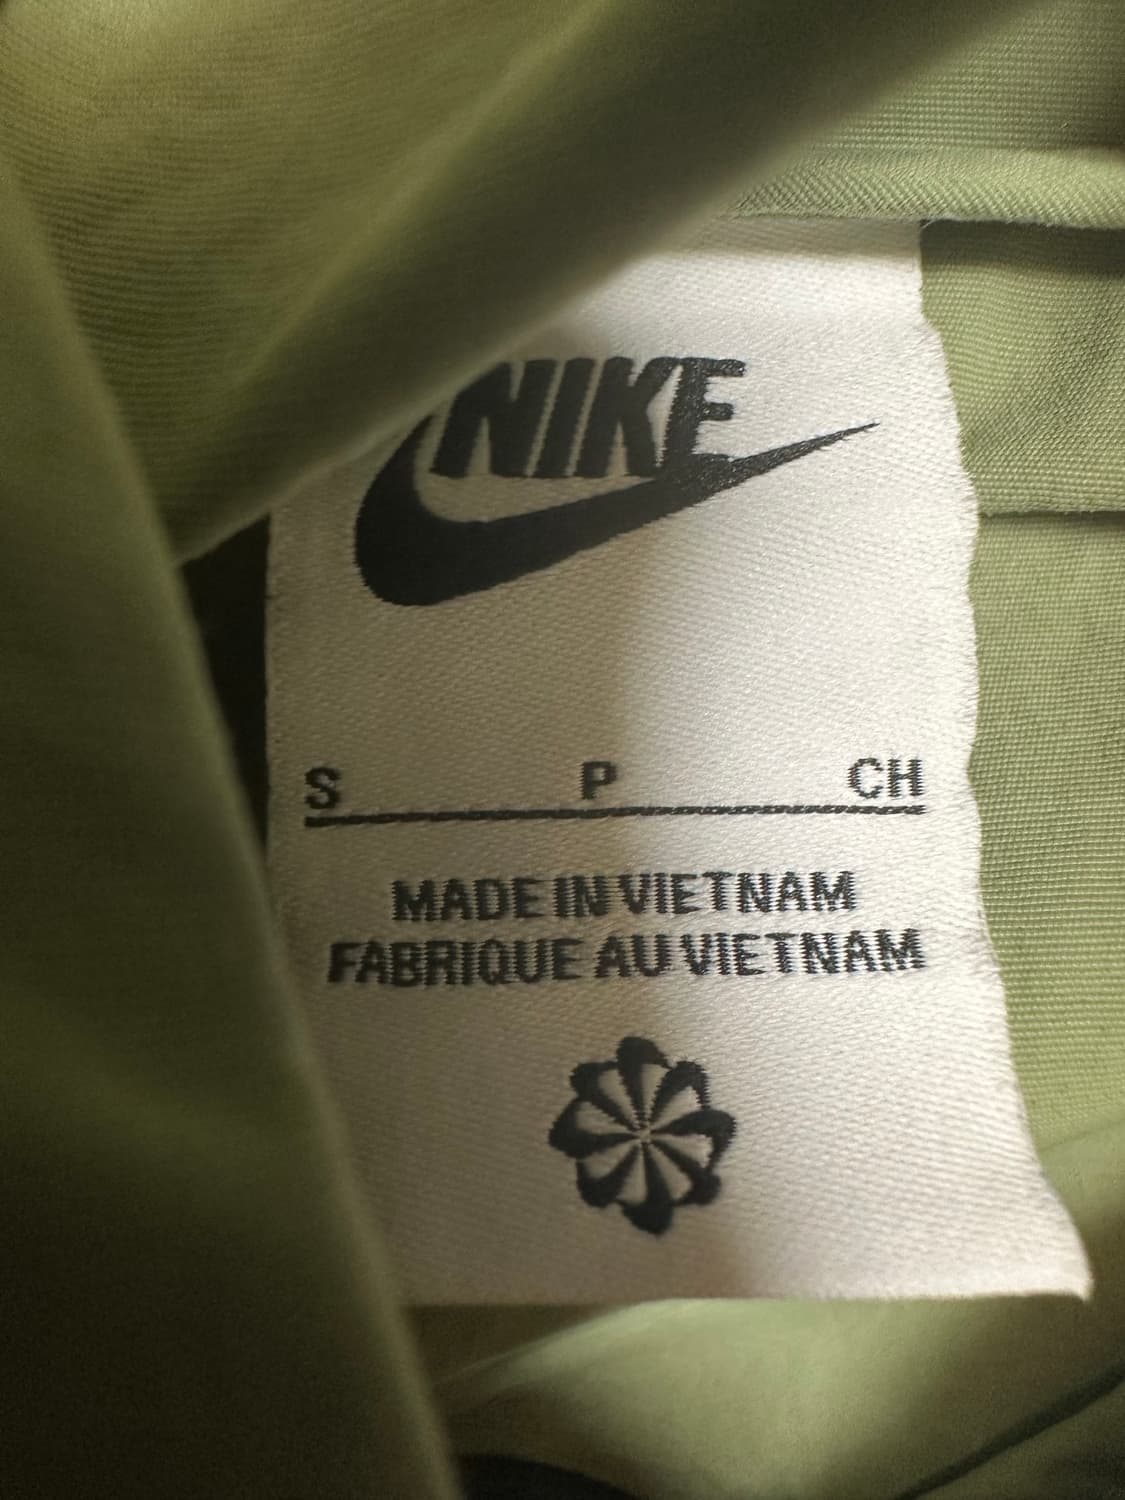 NIKE
S P CH
MADE IN VIETNAM
FABRIQUE AU VIETNAM